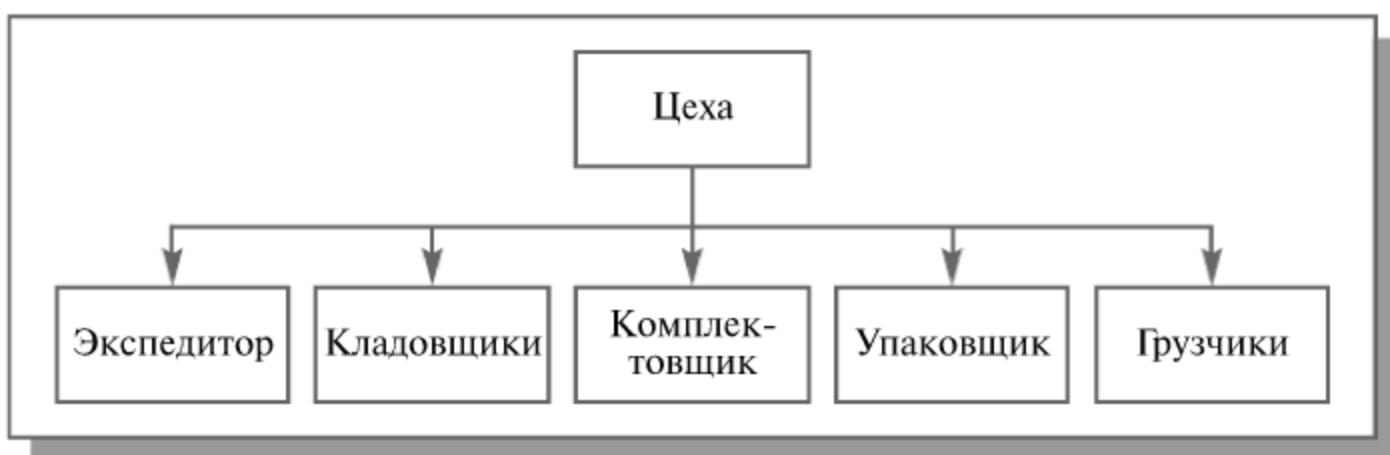 Цеха
Экспедитор
Кладовщики
Комплек-
товщик
Упаковщик
Грузчики